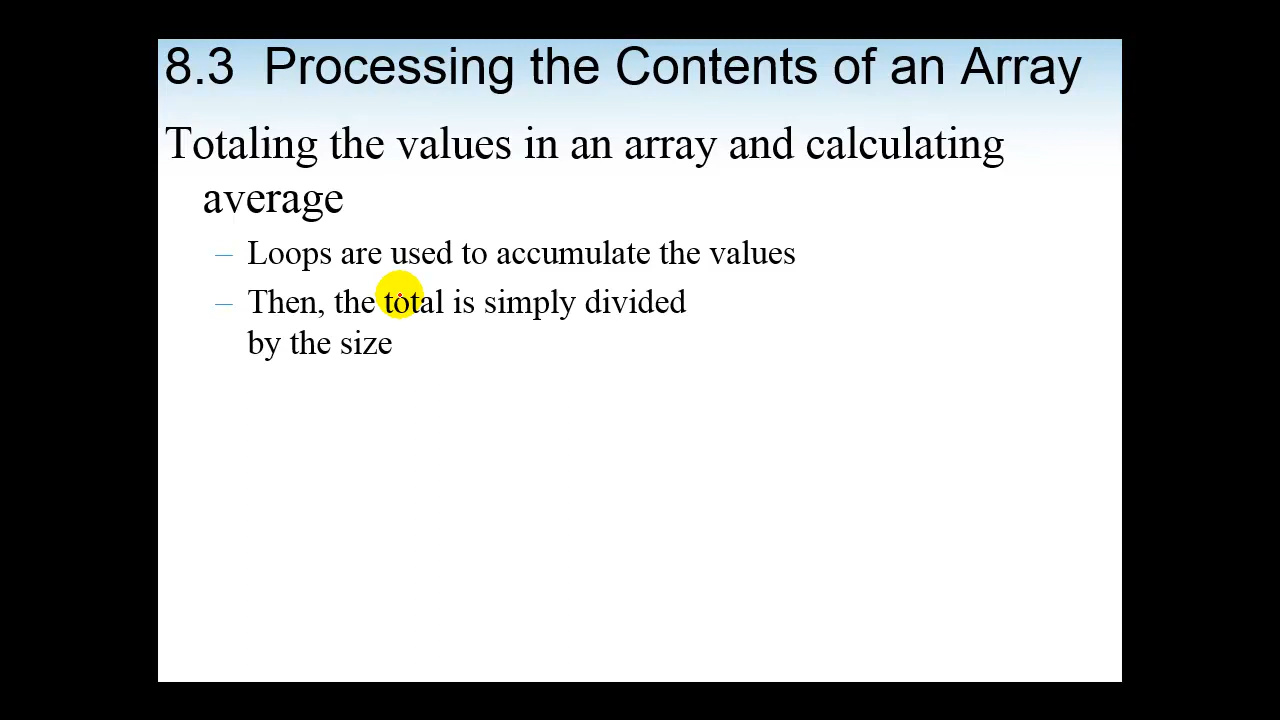 8.3 Processing the Contents of an Array
Totaling the values in an array and calculating
average
– Loops are used to accumulate the values
– Then, the total is simply divided
by the size